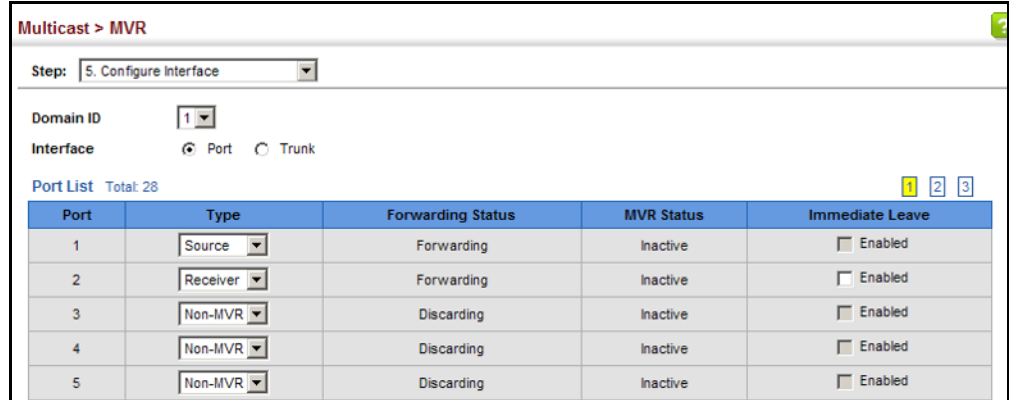 Multicast > MVR
?
Step: 5. Configure Interface
Domain ID 1
Interface Port Trunk
Port List Total: 28 1 2 3
Port Type Forwarding Status MVR Status Immediate Leave
1 Source Forwarding Inactive Enabled
2 Receiver Forwarding Inactive Enabled
3 Non-MVR Discarding Inactive Enabled
4 Non-MVR Discarding Inactive Enabled
5 Non-MVR Discarding Inactive Enabled